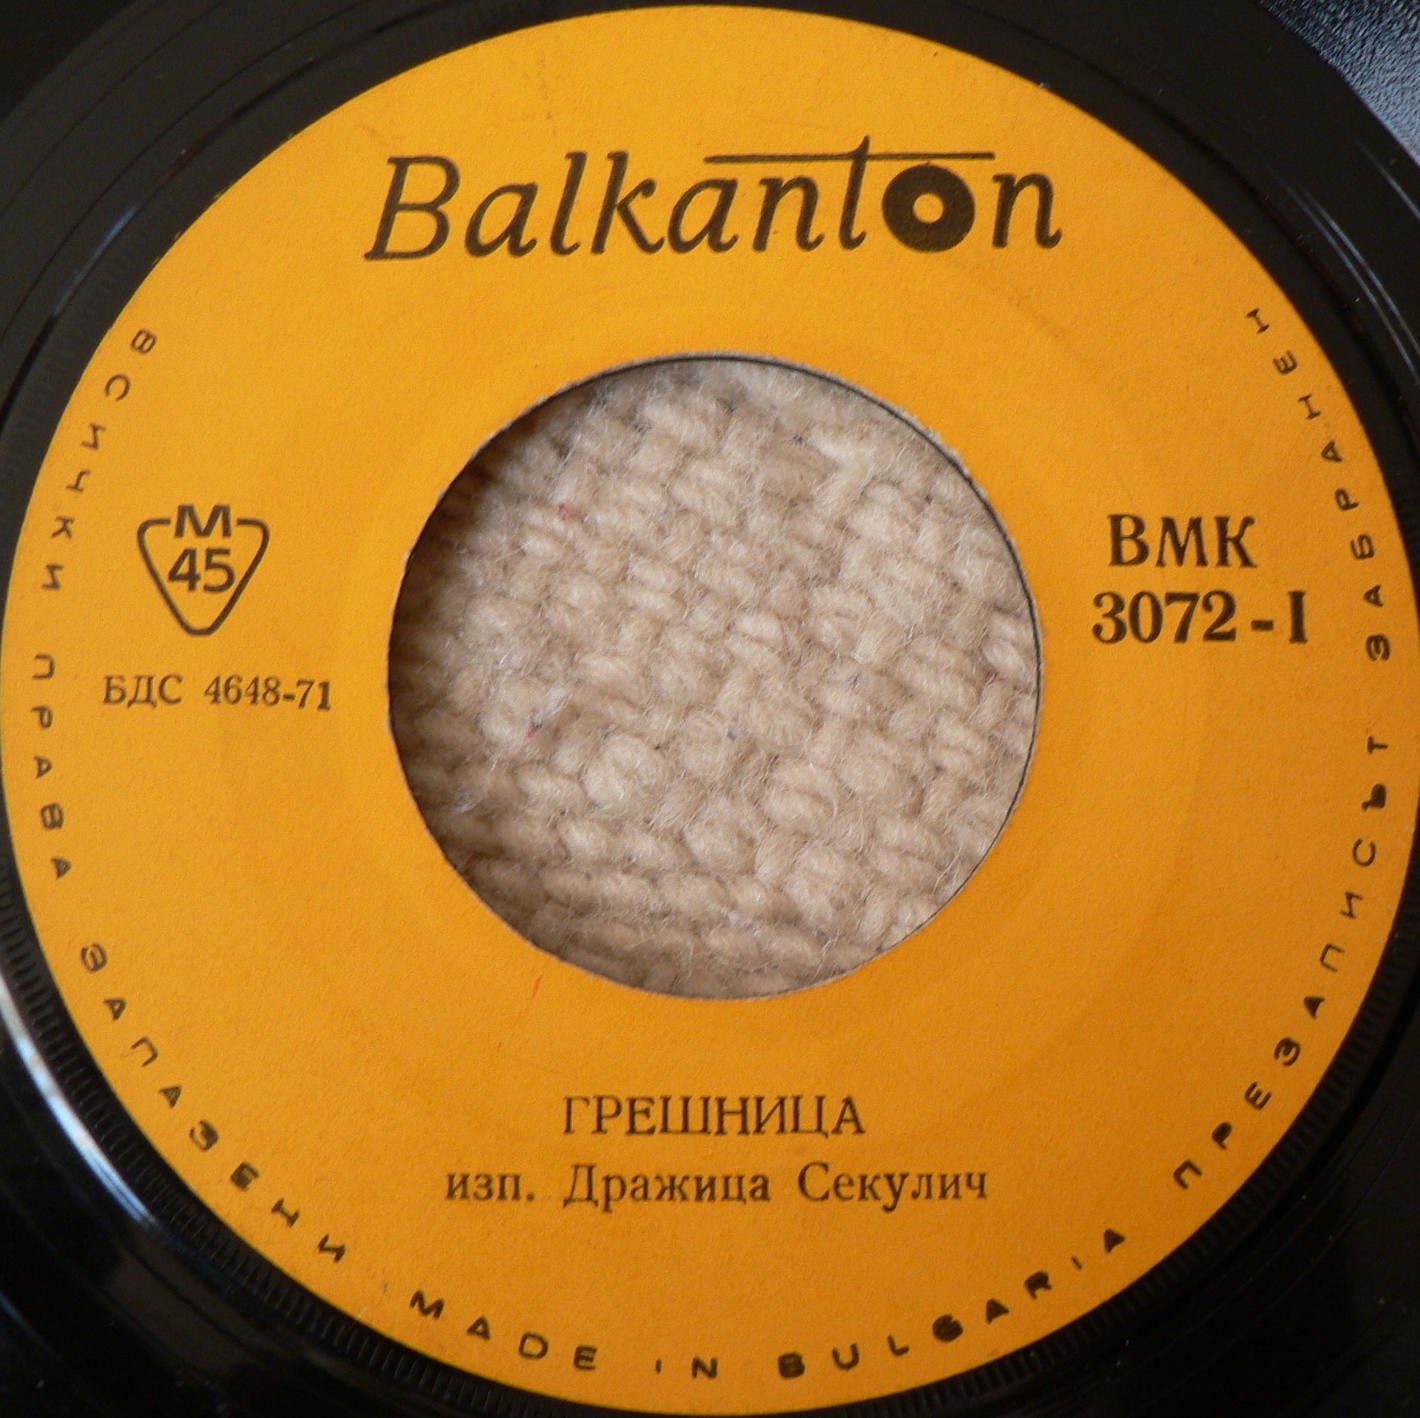 Balkanton
М
45
БДС 4648-71
ВМК
3072-I
ГРЕШНИЦА
изп. Дражица Секулич
ВСИЧКИ ПРАВА ЗАПАЗЕНИ MADE IN BULGARIA ПРЕЗАПИСЪТ ЗАБРАНЕН